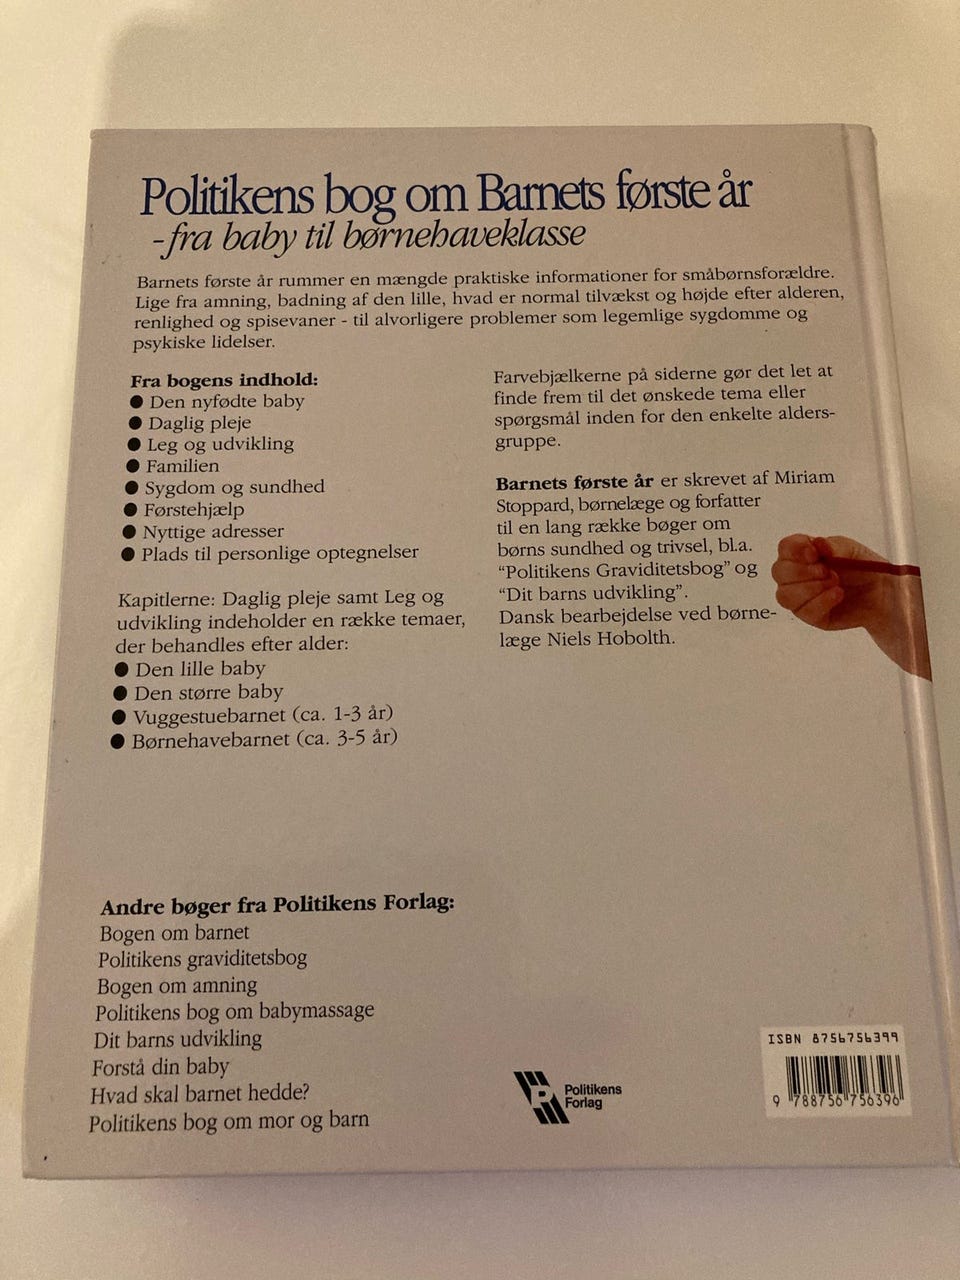 Politikens bog om Barnets første år
-fra baby til børnehaveklasse
Barnets første år rummer en mængde praktiske informationer for småbørnsforældre.
Lige fra amning, badning af den lille, hvad er normal tilvækst og højde efter alderen,
renlighed og spisevaner - til alvorligere problemer som legemlige sygdomme og
psykiske lidelser.
Fra bogens indhold:
● Den nyfødte baby
● Daglig pleje
● Leg og udvikling
● Familien
● Sygdom og sundhed
● Førstehjælp
● Nyttige adresser
● Plads til personlige optegnelser
Kapitlerne: Daglig pleje samt Leg og
udvikling indeholder en række temaer,
der behandles efter alder:
● Den lille baby
● Den større baby
● Vuggestuebarnet (ca. 1-3 år)
● Børnehavebarnet (ca. 3-5 år)
Farvebjælkerne på siderne gør det let at
finde frem til det ønskede tema eller
spørgsmål inden for den enkelte alders-
gruppe.
Barnets første år er skrevet af Miriam
Stoppard, børnelæge og forfatter
til en lang række bøger om
børns sundhed og trivsel, bl.a.
“Politikens Graviditetsbog” og
“Dit barns udvikling”.
Dansk bearbejdelse ved børne-
læge Niels Hobolth.
Andre bøger fra Politikens Forlag:
Bogen om barnet
Politikens graviditetsbog
Bogen om amning
Politikens bog om babymassage
Dit barns udvikling
Forstå din baby
Hvad skal barnet hedde?
Politikens bog om mor og barn
P
Politikens
Forlag
ISBN 8756756399
9 788756 756396